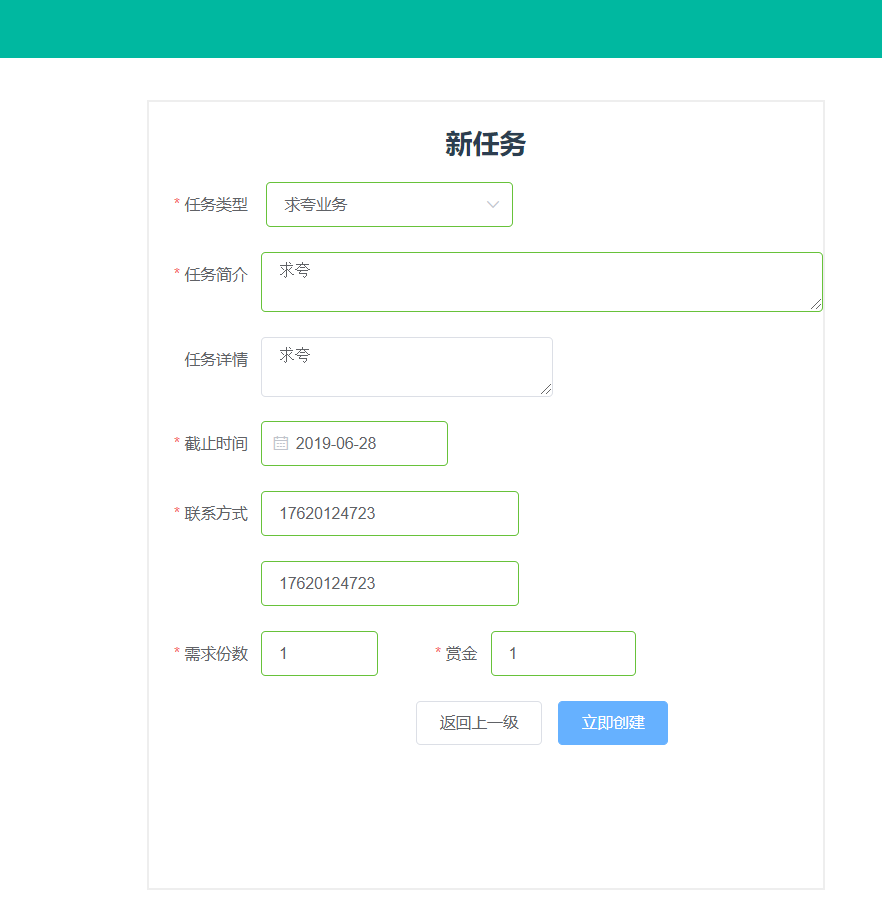 新任务
* 任务类型 求夸业务
* 任务简介 求夸
任务详情 求夸
* 截止时间 2019-06-28
* 联系方式 17620124723
17620124723
* 需求份数 1 * 赏金 1
返回上一级 立即创建